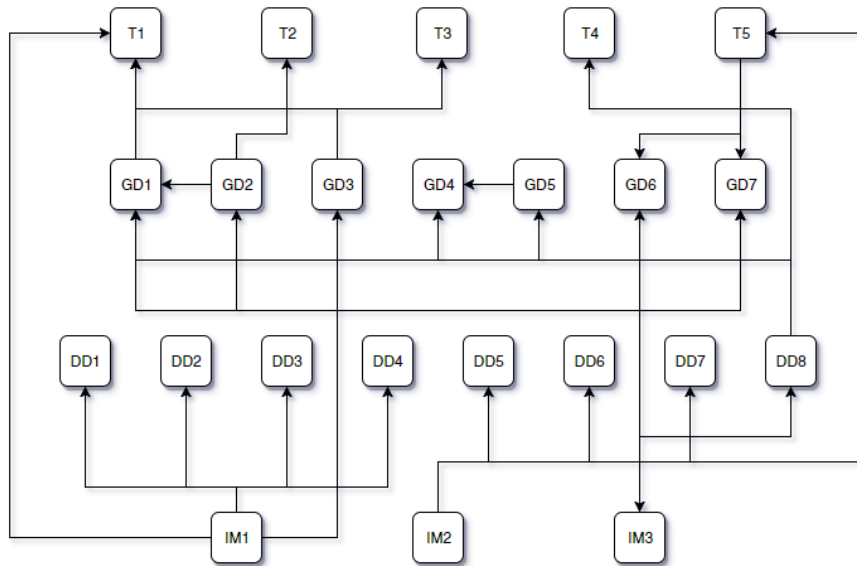 T1 T2 T3 T4 T5
GD1 GD2 GD3 GD4 GD5 GD6 GD7
DD1 DD2 DD3 DD4 DD5 DD6 DD7 DD8
IM1 IM2 IM3